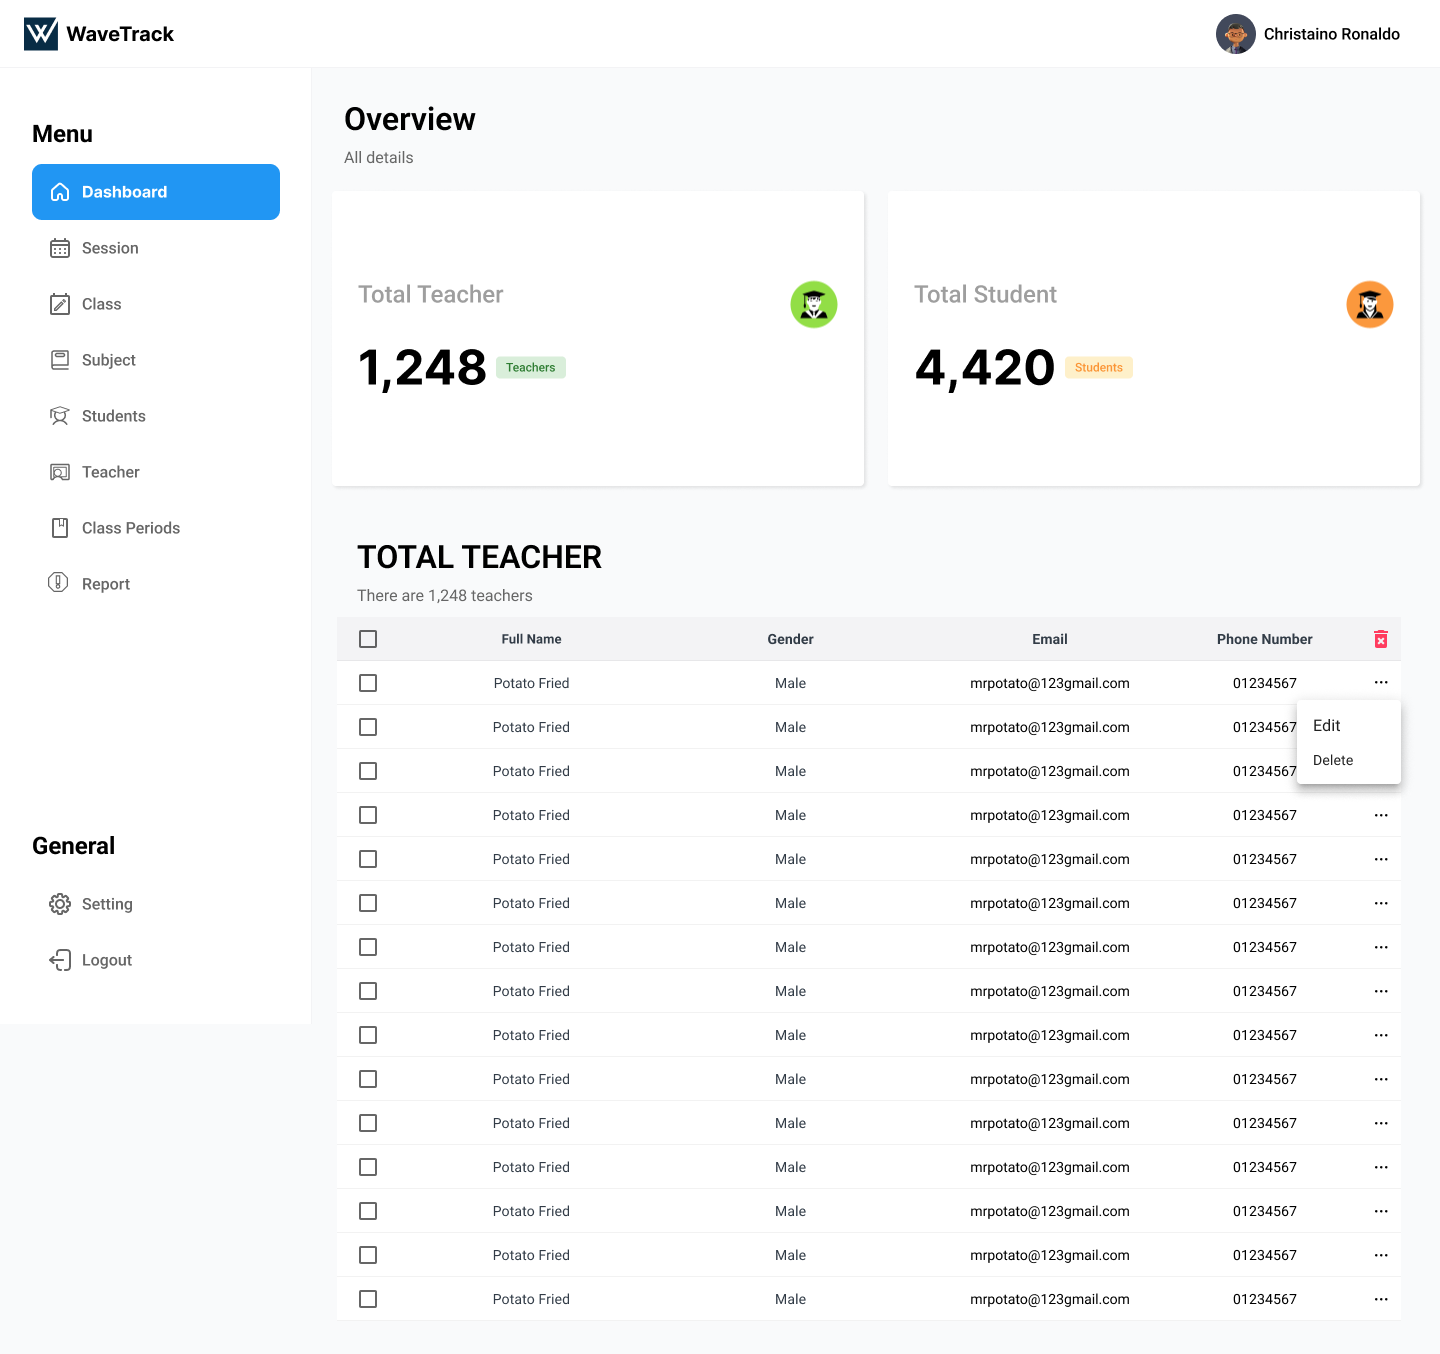 WaveTrack
Christaino Ronaldo
Menu
Dashboard
Session
Class
Subject
Students
Teacher
Class Periods
Report
General
Setting
Logout
Overview
All details
Total Teacher
1,248 Teachers
Total Student
4,420 Students
TOTAL TEACHER
There are 1,248 teachers
Full Name Gender Email Phone Number
Potato Fried Male mrpotato@123gmail.com 01234567 ...
Potato Fried Male mrpotato@123gmail.com 01234567
Edit
Potato Fried Male mrpotato@123gmail.com 01234567
Delete
Potato Fried Male mrpotato@123gmail.com 01234567 ...
Potato Fried Male mrpotato@123gmail.com 01234567 ...
Potato Fried Male mrpotato@123gmail.com 01234567 ...
Potato Fried Male mrpotato@123gmail.com 01234567 ...
Potato Fried Male mrpotato@123gmail.com 01234567 ...
Potato Fried Male mrpotato@123gmail.com 01234567 ...
Potato Fried Male mrpotato@123gmail.com 01234567 ...
Potato Fried Male mrpotato@123gmail.com 01234567 ...
Potato Fried Male mrpotato@123gmail.com 01234567 ...
Potato Fried Male mrpotato@123gmail.com 01234567 ...
Potato Fried Male mrpotato@123gmail.com 01234567 ...
Potato Fried Male mrpotato@123gmail.com 01234567 ...